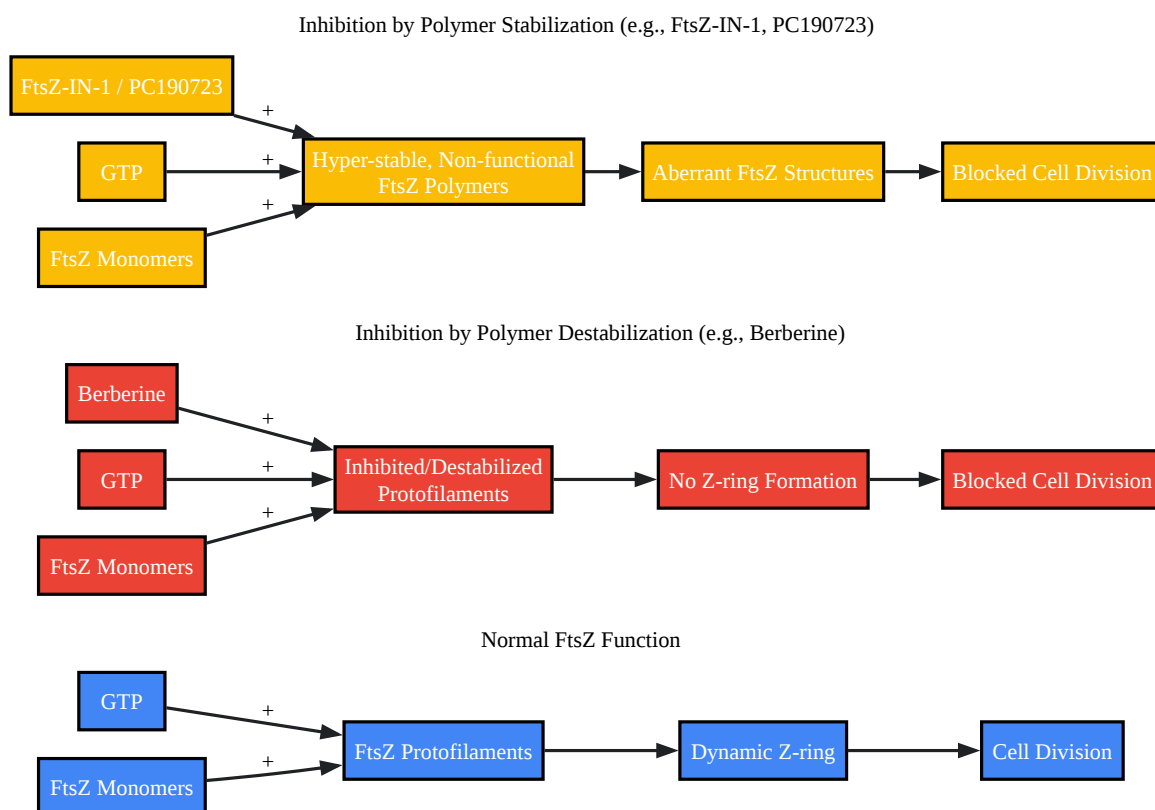 Inhibition by Polymer Stabilization (e.g., FtsZ-IN-1, PC190723)
FtsZ-IN-1 / PC190723
+
GTP
+
Hyper-stable, Non-functional
FtsZ Polymers
Aberrant FtsZ Structures
Blocked Cell Division
+
FtsZ Monomers
Inhibition by Polymer Destabilization (e.g., Berberine)
Berberine
+
GTP
+
Inhibited/Destabilized
Protofilaments
No Z-ring Formation
Blocked Cell Division
+
FtsZ Monomers
Normal FtsZ Function
GTP
+
FtsZ Protofilaments
Dynamic Z-ring
Cell Division
+
FtsZ Monomers